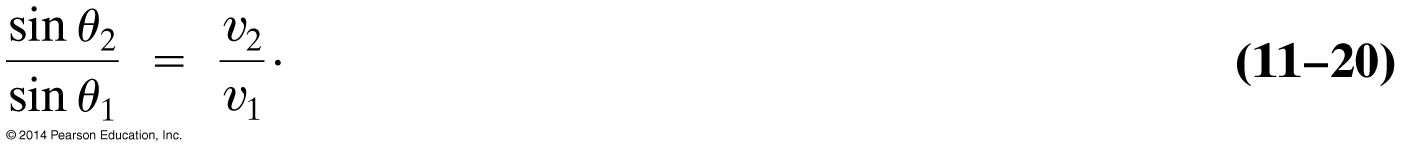 sin θ₂ / sin θ₁ = v₂ / v₁. (11–20)
© 2014 Pearson Education, Inc.